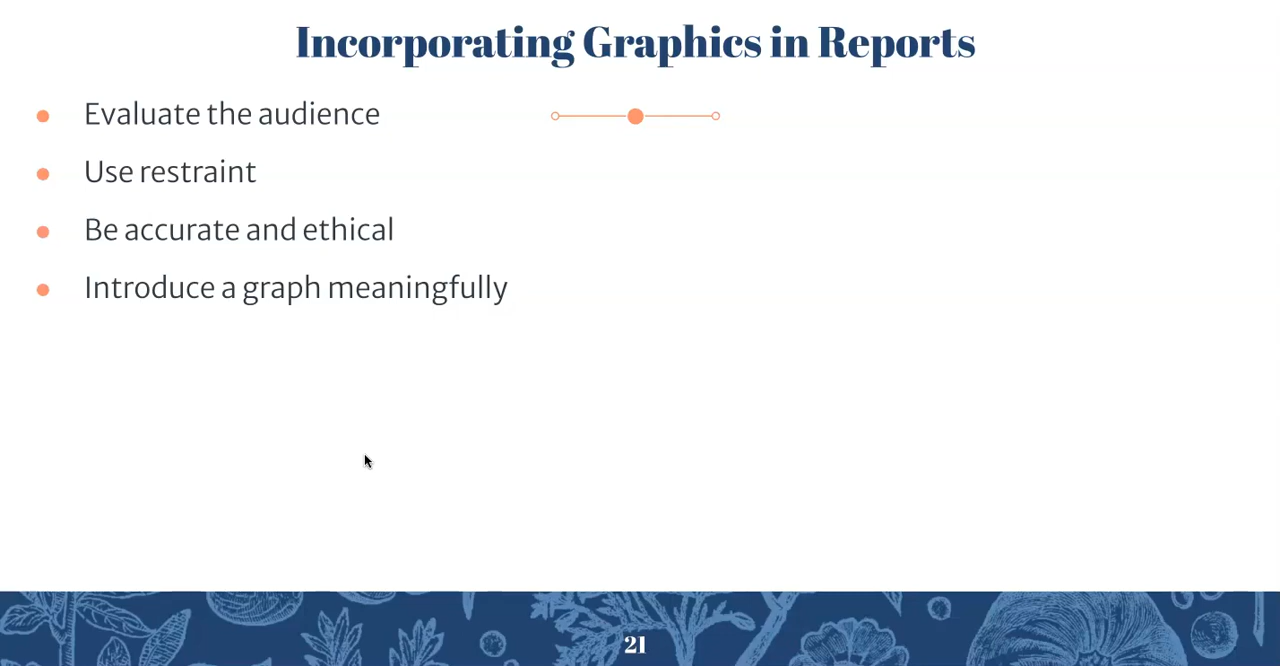 Incorporating Graphics in Reports
Evaluate the audience
Use restraint
Be accurate and ethical
Introduce a graph meaningfully
21